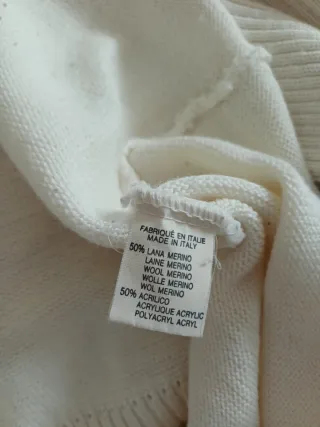 FABRIQUÉ EN ITALIE
MADE IN ITALY
50% LANA MERINO
LAINE MERINO
WOOL MERINO
WOLLE MERINO
WOL MERINO
50% ACRILICO
ACRYLIQUE ACRYLIC
POLYACRYL ACRYL